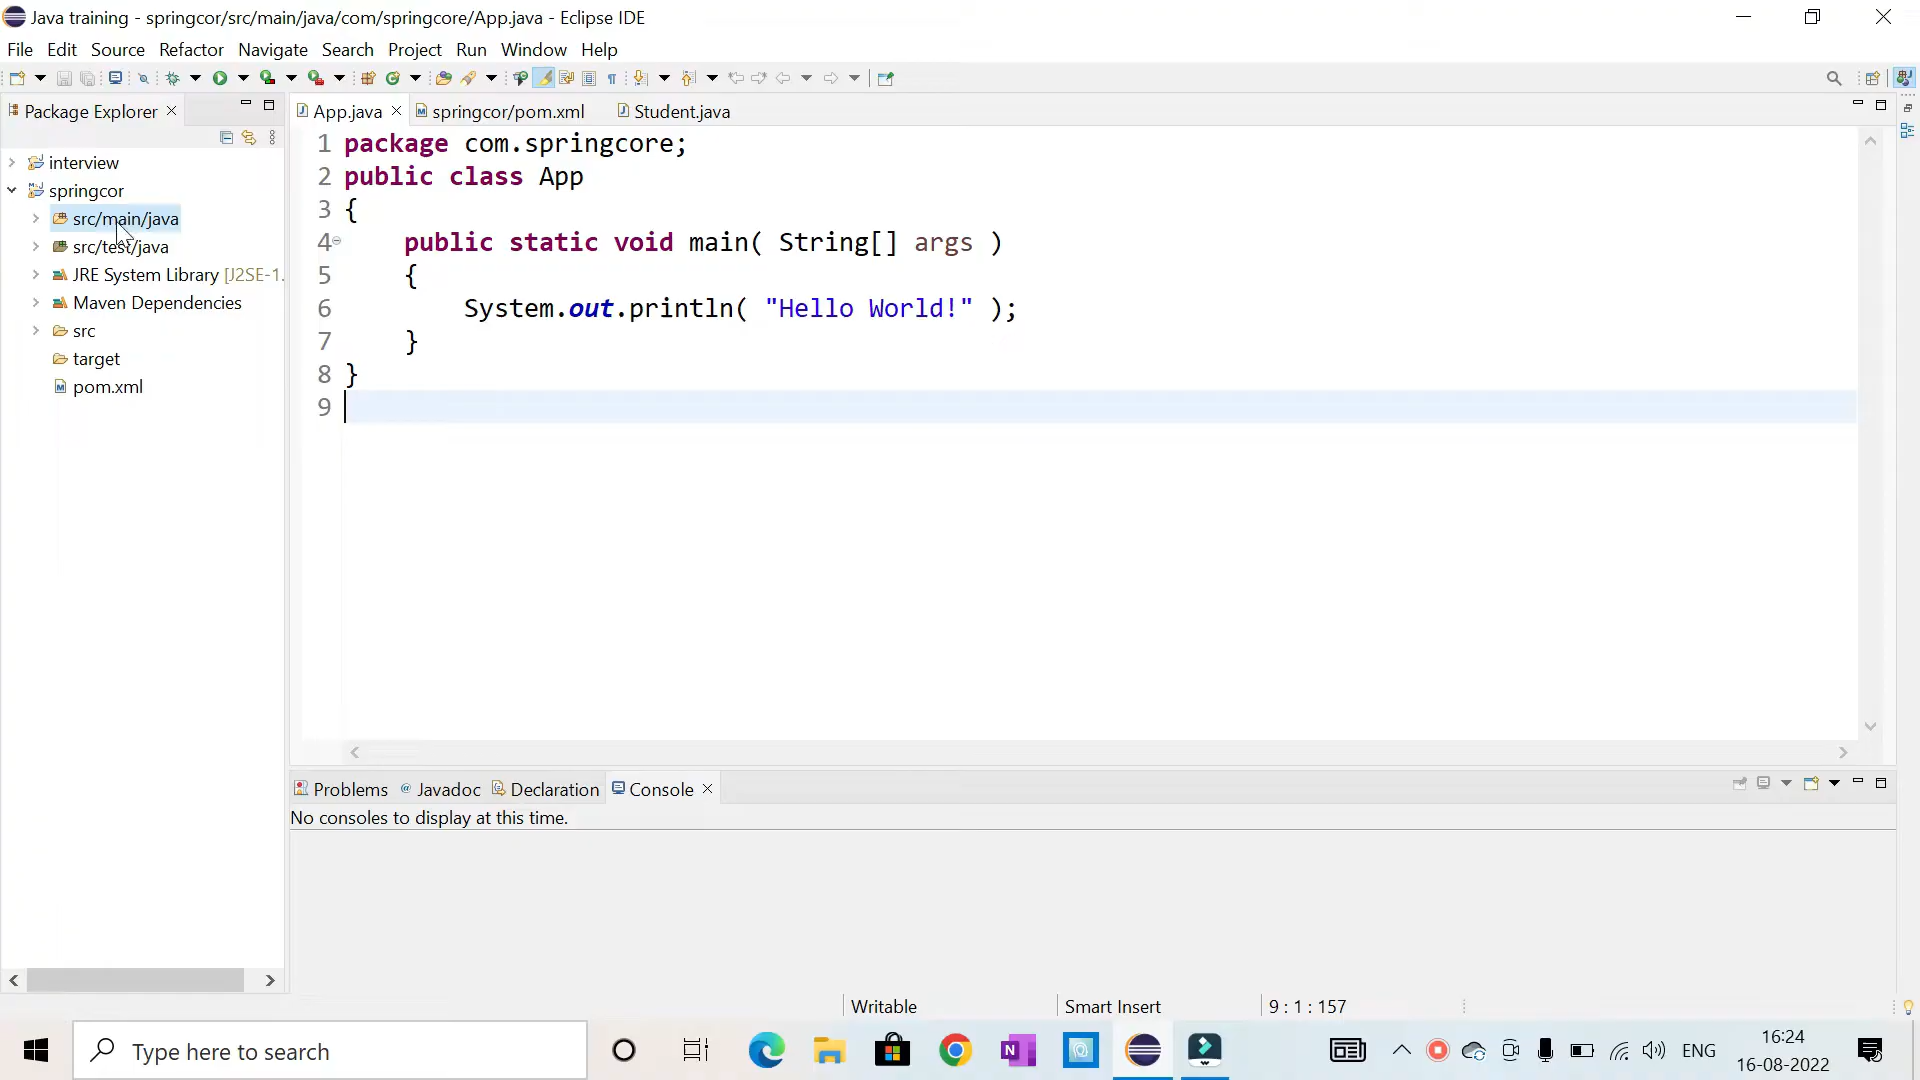 Java training - springcor/src/main/java/com/springcore/App.java - Eclipse IDE
File Edit Source Refactor Navigate Search Project Run Window Help
Package Explorer
interview
springcor
src/main/java
src/test/java
JRE System Library [J2SE-1.
Maven Dependencies
src
target
pom.xml
App.java springcor/pom.xml Student.java
1 package com.springcore;
2 public class App
3 {
4 public static void main( String[] args )
5 {
6 System.out.println( "Hello World!" );
7 }
8 }
9
Problems Javadoc Declaration Console
No consoles to display at this time.
Writable Smart Insert 9 : 1 : 157
Type here to search
ENG
16:24
16-08-2022